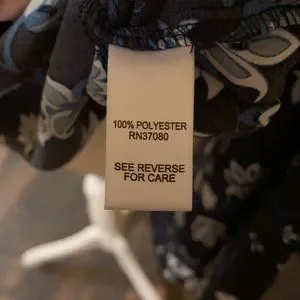 100% POLYESTER
RN37080
SEE REVERSE
FOR CARE